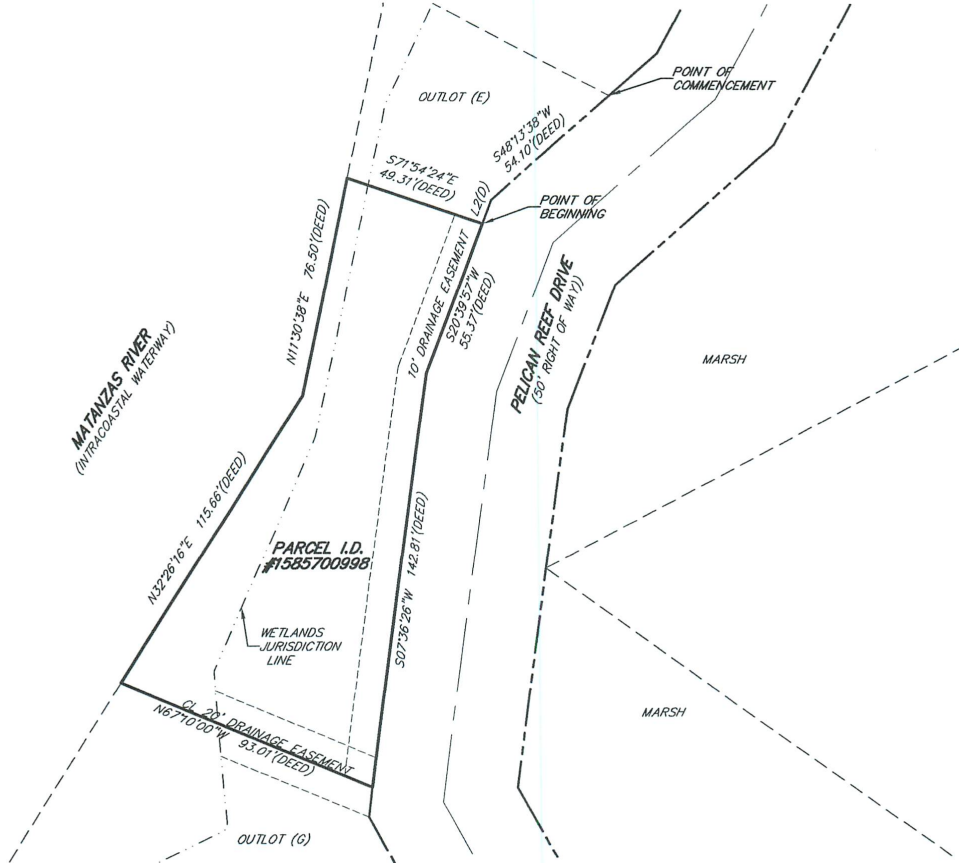 POINT OF
COMMENCEMENT
OUTLOT (E)
S48°13'38"W
54.10'(DEED)
S71°54'24"E
49.31'(DEED)
L2(D)
POINT OF
BEGINNING
N11°30'38"E 76.50'(DEED)
10' DRAINAGE EASEMENT
S20°39'57"W
55.37'(DEED)
PELICAN REEF DRIVE
(50' RIGHT OF WAY))
MARSH
MATANZAS RIVER
(INTRACOASTAL WATERWAY)
N32°26'16"E 115.66'(DEED)
PARCEL I.D.
#1585700998
S07°36'26"W 142.81'(DEED)
WETLANDS
JURISDICTION
LINE
MARSH
CL 20' DRAINAGE EASEMENT
N67°10'00"W 93.01'(DEED)
OUTLOT (G)